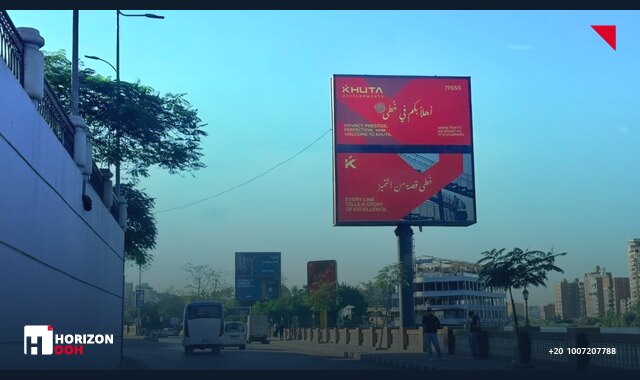 KHUTA
DEVELOPMENTS
17655
أهلاً بكم في خُطى
PRIVACY, PRESTIGE,
PERFECTION,
WELCOME TO KHUTA.
خُطى قصة من التميّز
EVERY LINE
TELLS A STORY
OF EXCELLENCE.
HORIZON
OOH
+20 1007207788